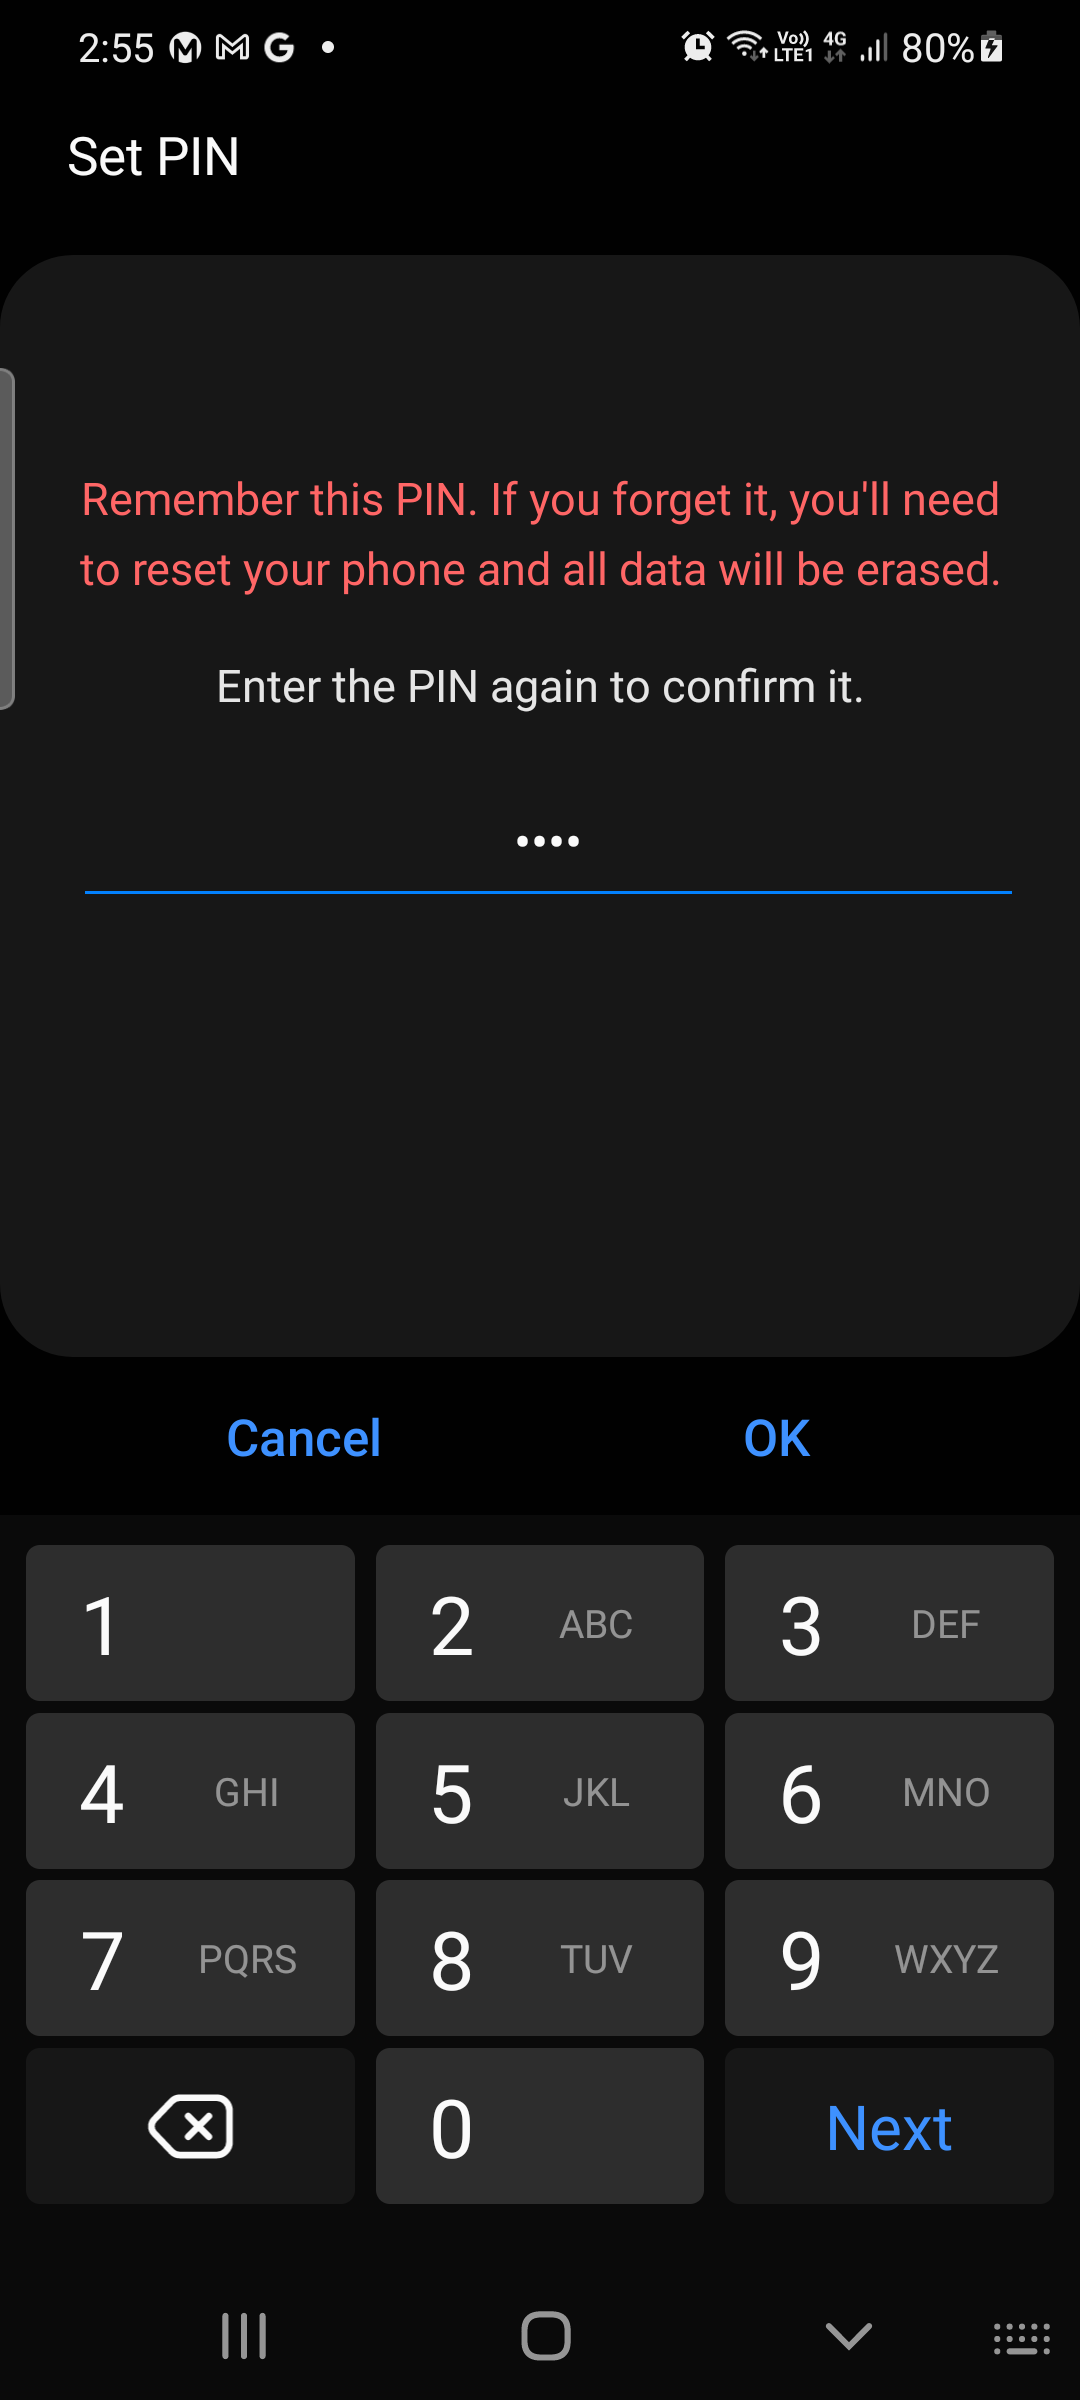 2:55 M M G • Vo)) LTE1 4G 80%
Set PIN
Remember this PIN. If you forget it, you'll need
to reset your phone and all data will be erased.
Enter the PIN again to confirm it.
••••
Cancel OK
1 2 ABC 3 DEF
4 GHI 5 JKL 6 MNO
7 PQRS 8 TUV 9 WXYZ
0 Next